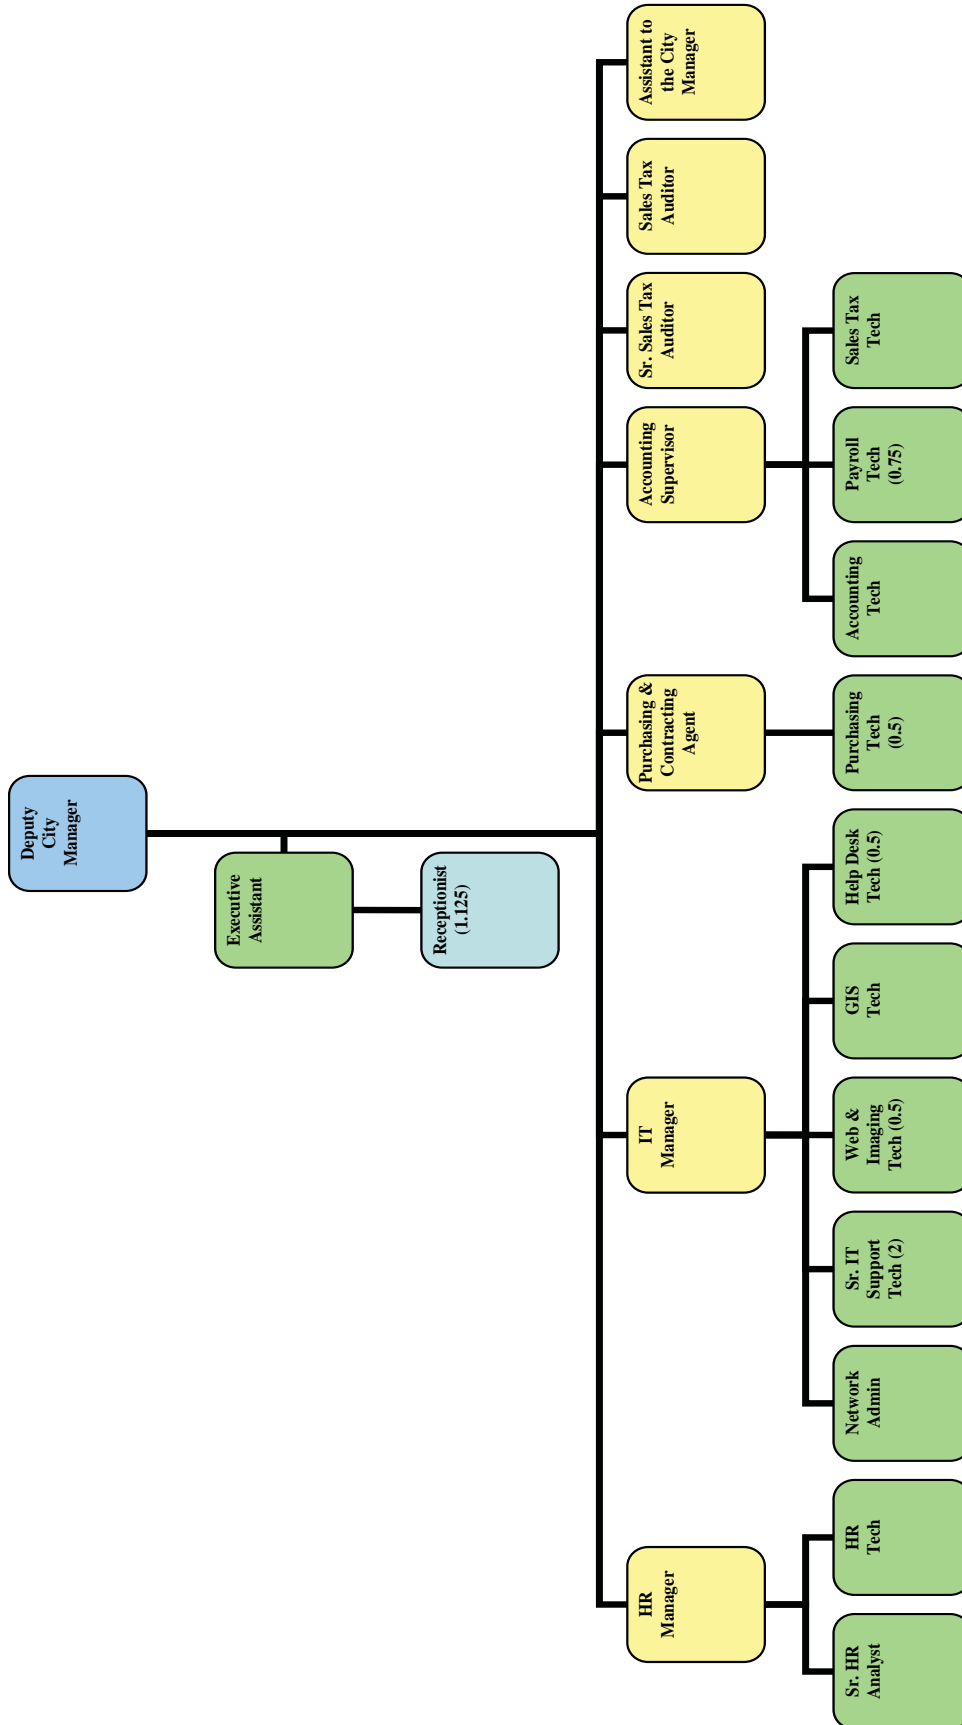 Deputy
City
Manager
Executive
Assistant
Receptionist
(1.125)
HR
Manager
IT
Manager
Purchasing &
Contracting
Agent
Accounting
Supervisor
Sr. Sales Tax
Auditor
Sales Tax
Auditor
Assistant to
the City
Manager
Sr. HR
Analyst
HR
Tech
Network
Admin
Sr. IT
Support
Tech (2)
Web &
Imaging
Tech (0.5)
GIS
Tech
Help Desk
Tech (0.5)
Purchasing
Tech
(0.5)
Accounting
Tech
Payroll
Tech
(0.75)
Sales Tax
Tech